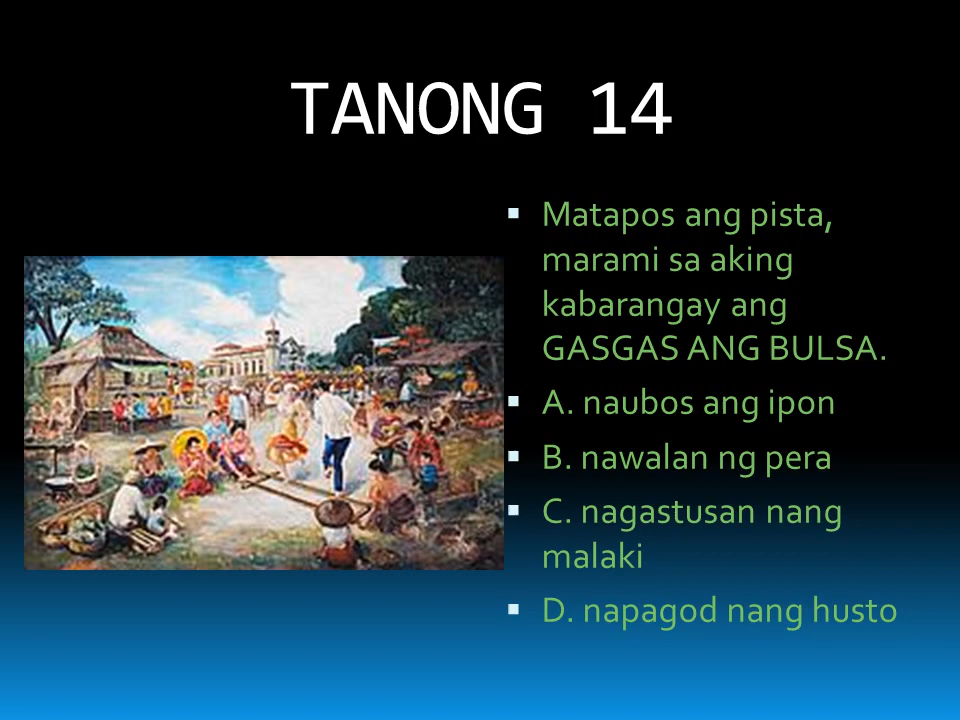 TANONG 14
Matapos ang pista,
marami sa aking
kabarangay ang
GASGAS ANG BULSA.
A. naubos ang ipon
B. nawalan ng pera
C. nagastusan nang
malaki
D. napagod nang husto